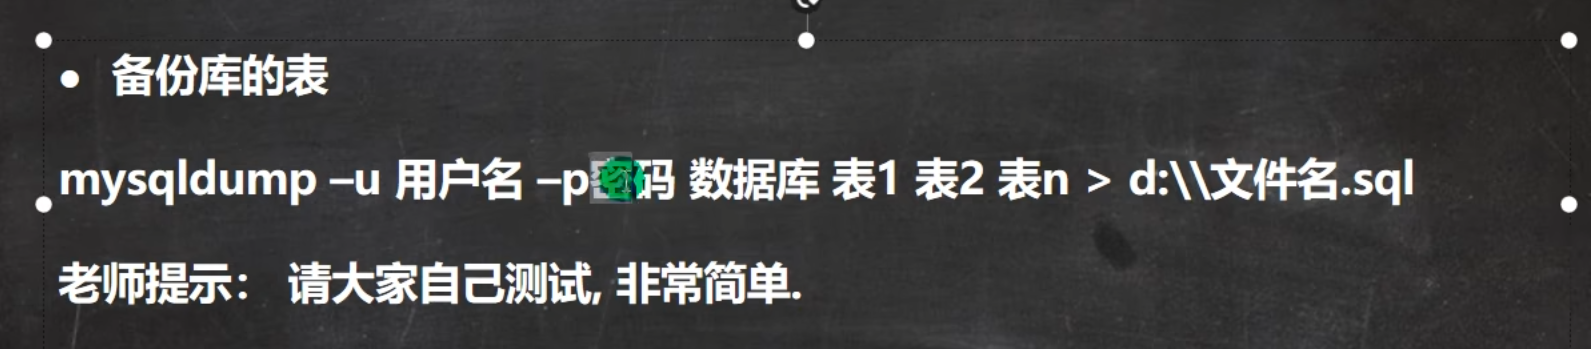 ● 备份库的表
mysqldump –u 用户名 –p密码 数据库 表1 表2 表n > d:\\文件名.sql
老师提示： 请大家自己测试, 非常简单.